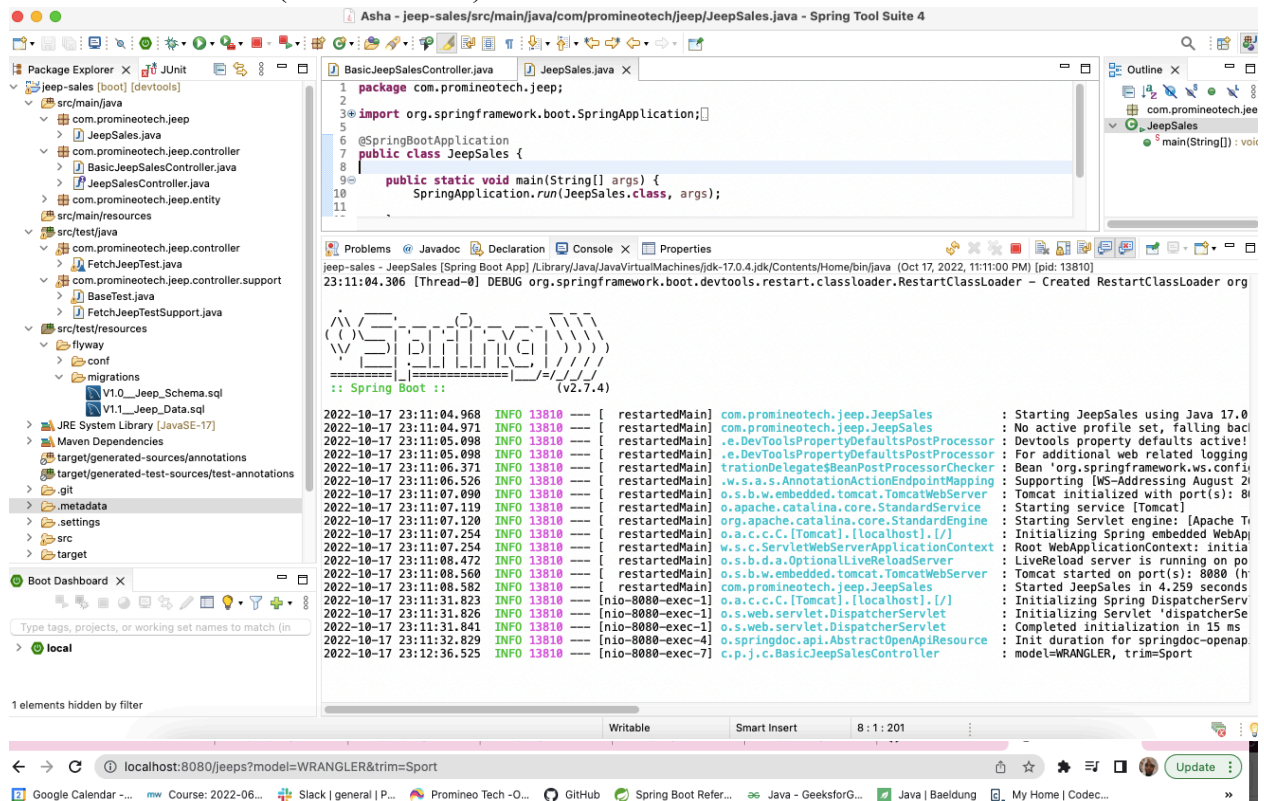 Asha - jeep-sales/src/main/java/com/promineotech/jeep/JeepSales.java - Spring Tool Suite 4
Package Explorer
JUnit
jeep-sales [boot] [devtools]
src/main/java
com.promineotech.jeep
JeepSales.java
com.promineotech.jeep.controller
BasicJeepSalesController.java
JeepSalesController.java
com.promineotech.jeep.entity
src/main/resources
src/test/java
com.promineotech.jeep.controller
FetchJeepTest.java
com.promineotech.jeep.controller.support
BaseTest.java
FetchJeepTestSupport.java
src/test/resources
flyway
conf
migrations
V1.0__Jeep_Schema.sql
V1.1__Jeep_Data.sql
JRE System Library [JavaSE-17]
Maven Dependencies
target/generated-sources/annotations
target/generated-test-sources/test-annotations
.git
.metadata
.settings
src
target
Boot Dashboard
Type tags, projects, or working set names to match (in
local
1 elements hidden by filter
BasicJeepSalesController.java
JeepSales.java
1 package com.promineotech.jeep;
2
3 import org.springframework.boot.SpringApplication;
5
6 @SpringBootApplication
7 public class JeepSales {
8
9 public static void main(String[] args) {
10 SpringApplication.run(JeepSales.class, args);
11
Outline
com.promineotech.jee
JeepSales
main(String[]) : voi
Problems @ Javadoc Declaration Console Properties
jeep-sales - JeepSales [Spring Boot App] /Library/Java/JavaVirtualMachines/jdk-17.0.4.jdk/Contents/Home/bin/java (Oct 17, 2022, 11:11:00 PM) [pid: 13810]
23:11:04.306 [Thread-0] DEBUG org.springframework.boot.devtools.restart.classloader.RestartClassLoader – Created RestartClassLoader org
Spring
:: Spring Boot :: (v2.7.4)
2022-10-17 23:11:04.968 INFO 13810 --- [ restartedMain] com.promineotech.jeep.JeepSales : Starting JeepSales using Java 17.0
2022-10-17 23:11:04.971 INFO 13810 --- [ restartedMain] com.promineotech.jeep.JeepSales : No active profile set, falling bac
2022-10-17 23:11:05.098 INFO 13810 --- [ restartedMain] .e.DevToolsPropertyDefaultsPostProcessor : Devtools property defaults active!
2022-10-17 23:11:05.098 INFO 13810 --- [ restartedMain] .e.DevToolsPropertyDefaultsPostProcessor : For additional web related logging
2022-10-17 23:11:06.371 INFO 13810 --- [ restartedMain] trationDelegate$BeanPostProcessorChecker : Bean 'org.springframework.ws.confi
2022-10-17 23:11:06.526 INFO 13810 --- [ restartedMain] .w.s.a.s.AnnotationActionEndpointMapping : Supporting [WS-Addressing August 2
2022-10-17 23:11:07.090 INFO 13810 --- [ restartedMain] o.s.b.w.embedded.tomcat.TomcatWebServer : Tomcat initialized with port(s): 8
2022-10-17 23:11:07.119 INFO 13810 --- [ restartedMain] o.apache.catalina.core.StandardService : Starting service [Tomcat]
2022-10-17 23:11:07.120 INFO 13810 --- [ restartedMain] org.apache.catalina.core.StandardEngine : Starting Servlet engine: [Apache T
2022-10-17 23:11:07.254 INFO 13810 --- [ restartedMain] o.a.c.c.C.[Tomcat].[localhost].[/] : Initializing Spring embedded WebAp
2022-10-17 23:11:07.254 INFO 13810 --- [ restartedMain] w.s.c.ServletWebServerApplicationContext : Root WebApplicationContext: initia
2022-10-17 23:11:08.472 INFO 13810 --- [ restartedMain] o.s.b.d.a.OptionalLiveReloadServer : LiveReload server is running on po
2022-10-17 23:11:08.560 INFO 13810 --- [ restartedMain] o.s.b.w.embedded.tomcat.TomcatWebServer : Tomcat started on port(s): 8080 (h
2022-10-17 23:11:08.582 INFO 13810 --- [ restartedMain] com.promineotech.jeep.JeepSales : Started JeepSales in 4.259 seconds
2022-10-17 23:11:31.823 INFO 13810 --- [nio-8080-exec-1] o.a.c.c.C.[Tomcat].[localhost].[/] : Initializing Spring DispatcherServ
2022-10-17 23:11:31.826 INFO 13810 --- [nio-8080-exec-1] o.s.web.servlet.DispatcherServlet : Initializing Servlet 'dispatcherSe
2022-10-17 23:11:31.841 INFO 13810 --- [nio-8080-exec-1] o.s.web.servlet.DispatcherServlet : Completed initialization in 15 ms
2022-10-17 23:11:32.829 INFO 13810 --- [nio-8080-exec-4] o.springdoc.api.AbstractOpenApiResource : Init duration for springdoc-openap
2022-10-17 23:12:36.525 INFO 13810 --- [nio-8080-exec-7] c.p.j.c.BasicJeepSalesController : model=WRANGLER, trim=Sport
Writable Smart Insert 8 : 1 : 201
localhost:8080/jeeps?model=WRANGLER&trim=Sport
Update
Google Calendar -... mw Course: 2022-06... Slack | general | P... Promineo Tech -O... GitHub Spring Boot Refer... Java - GeeksforG... Java | Baeldung My Home | Codec... »